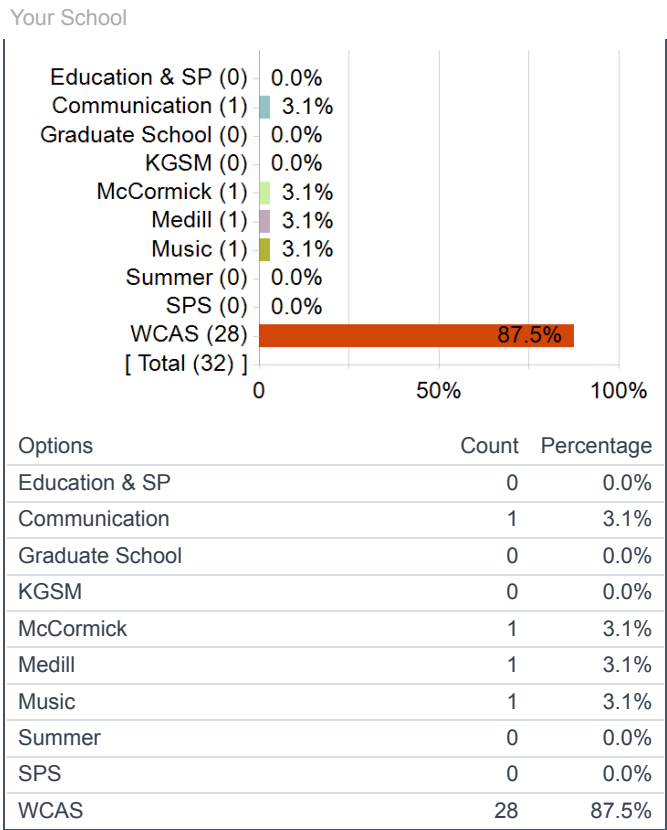 Your School
Education & SP (0) 0.0%
Communication (1) 3.1%
Graduate School (0) 0.0%
KGSM (0) 0.0%
McCormick (1) 3.1%
Medill (1) 3.1%
Music (1) 3.1%
Summer (0) 0.0%
SPS (0) 0.0%
WCAS (28) 87.5%
[ Total (32) ]
0 50% 100%
Options Count Percentage
Education & SP 0 0.0%
Communication 1 3.1%
Graduate School 0 0.0%
KGSM 0 0.0%
McCormick 1 3.1%
Medill 1 3.1%
Music 1 3.1%
Summer 0 0.0%
SPS 0 0.0%
WCAS 28 87.5%